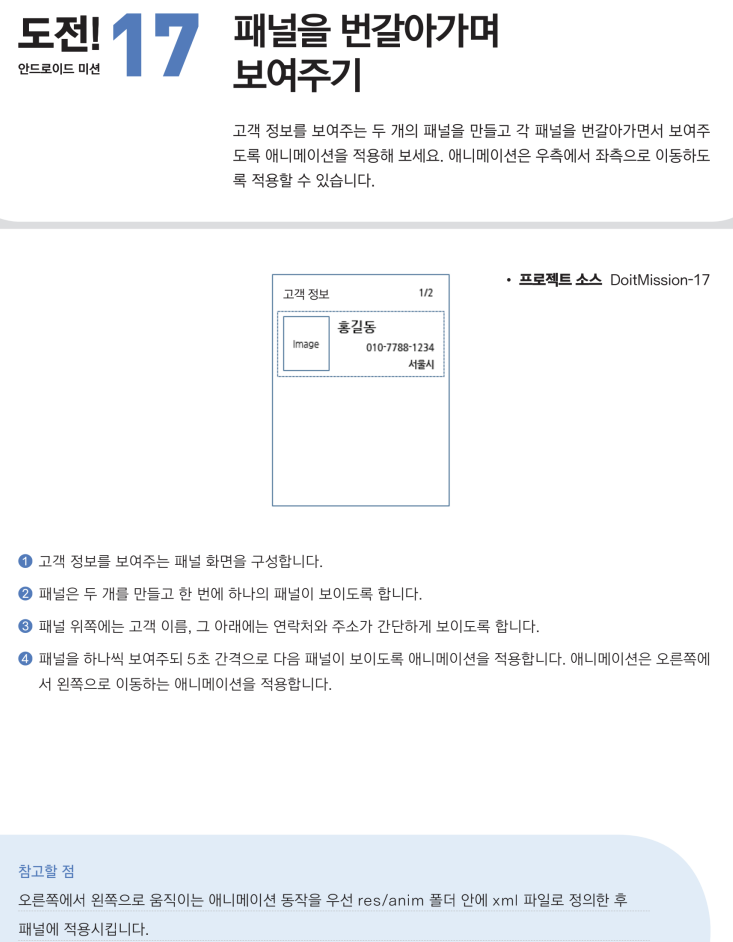 도전! 17
안드로이드 미션
패널을 번갈아가며
보여주기
고객 정보를 보여주는 두 개의 패널을 만들고 각 패널을 번갈아가면서 보여주
도록 애니메이션을 적용해 보세요. 애니메이션은 우측에서 좌측으로 이동하도
록 적용할 수 있습니다.
• 프로젝트 소스 DoitMission-17
고객 정보 1/2
Image
홍길동
010-7788-1234
서울시
❶ 고객 정보를 보여주는 패널 화면을 구성합니다.
❷ 패널은 두 개를 만들고 한 번에 하나의 패널이 보이도록 합니다.
❸ 패널 위쪽에는 고객 이름, 그 아래에는 연락처와 주소가 간단하게 보이도록 합니다.
❹ 패널을 하나씩 보여주되 5초 간격으로 다음 패널이 보이도록 애니메이션을 적용합니다. 애니메이션은 오른쪽에
서 왼쪽으로 이동하는 애니메이션을 적용합니다.
참고할 점
오른쪽에서 왼쪽으로 움직이는 애니메이션 동작을 우선 res/anim 폴더 안에 xml 파일로 정의한 후
패널에 적용시킵니다.